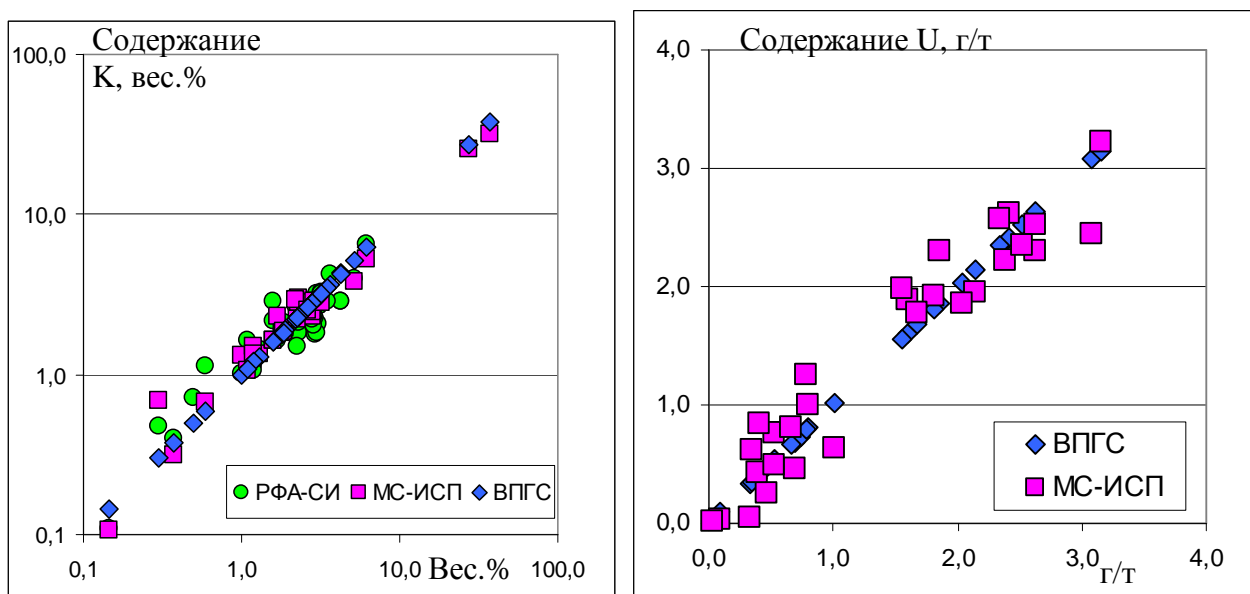 Содержание
K, вес.%
100,0
10,0
1,0
0,1
РФА-СИ МС-ИСП ВПГС
0,1 1,0 10,0 Вес.% 100,0
Содержание U, г/т
4,0
3,0
2,0
1,0
0,0
ВПГС
МС-ИСП
0,0 1,0 2,0 3,0 4,0
г/т